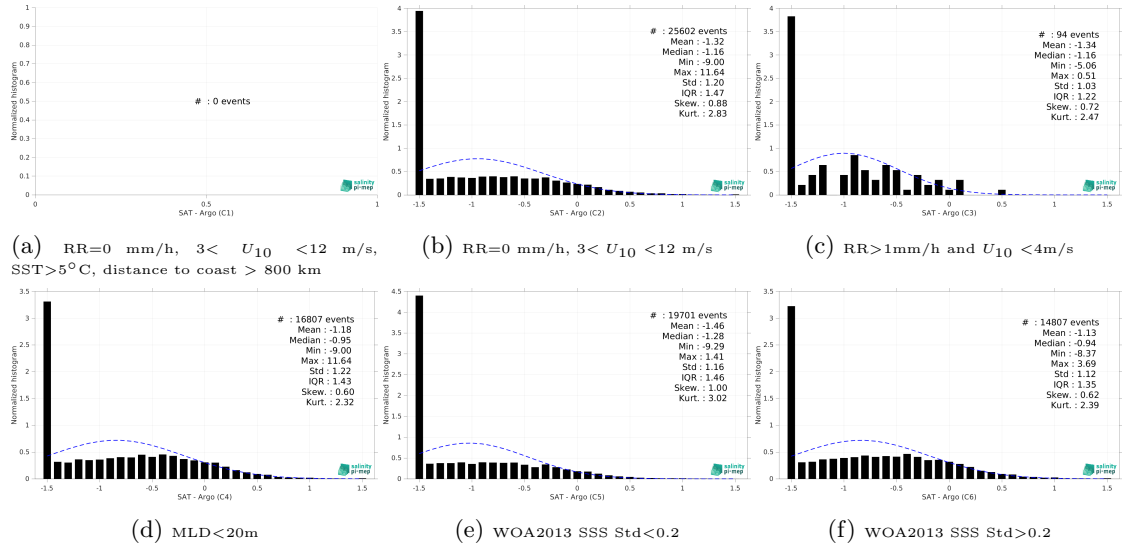 1
0.9
0.8
0.7
0.6
0.5
0.4
0.3
0.2
0.1
0
Normalized histogram
# : 0 events
salinity
pi-mep
0 0.5 1
SAT - Argo (C1)
(a) RR=0 mm/h, 3< U10 <12 m/s,
SST>5°C, distance to coast > 800 km
4
3.5
3
2.5
2
1.5
1
0.5
0
Normalized histogram
# : 25602 events
Mean : -1.32
Median : -1.16
Min : -9.00
Max : 11.64
Std : 1.20
IQR : 1.47
Skew. : 0.88
Kurt. : 2.83
salinity
pi-mep
-1.5 -1 -0.5 0 0.5 1 1.5
SAT - Argo (C2)
(b) RR=0 mm/h, 3< U10 <12 m/s
4
3.5
3
2.5
2
1.5
1
0.5
0
Normalized histogram
# : 94 events
Mean : -1.34
Median : -1.16
Min : -5.06
Max : 0.51
Std : 1.03
IQR : 1.22
Skew. : 0.72
Kurt. : 2.47
salinity
pi-mep
-1.5 -1 -0.5 0 0.5 1 1.5
SAT - Argo (C3)
(c) RR>1mm/h and U10 <4m/s
3.5
3
2.5
2
1.5
1
0.5
0
Normalized histogram
# : 16807 events
Mean : -1.18
Median : -0.95
Min : -9.00
Max : 11.64
Std : 1.22
IQR : 1.43
Skew. : 0.60
Kurt. : 2.32
salinity
pi-mep
-1.5 -1 -0.5 0 0.5 1 1.5
SAT - Argo (C4)
(d) MLD<20m
4.5
4
3.5
3
2.5
2
1.5
1
0.5
0
Normalized histogram
# : 19701 events
Mean : -1.46
Median : -1.28
Min : -9.29
Max : 1.41
Std : 1.16
IQR : 1.46
Skew. : 1.00
Kurt. : 3.02
salinity
pi-mep
-1.5 -1 -0.5 0 0.5 1 1.5
SAT - Argo (C5)
(e) WOA2013 SSS Std<0.2
3.5
3
2.5
2
1.5
1
0.5
0
Normalized histogram
# : 14807 events
Mean : -1.13
Median : -0.94
Min : -8.37
Max : 3.69
Std : 1.12
IQR : 1.35
Skew. : 0.62
Kurt. : 2.39
salinity
pi-mep
-1.5 -1 -0.5 0 0.5 1 1.5
SAT - Argo (C6)
(f) WOA2013 SSS Std>0.2